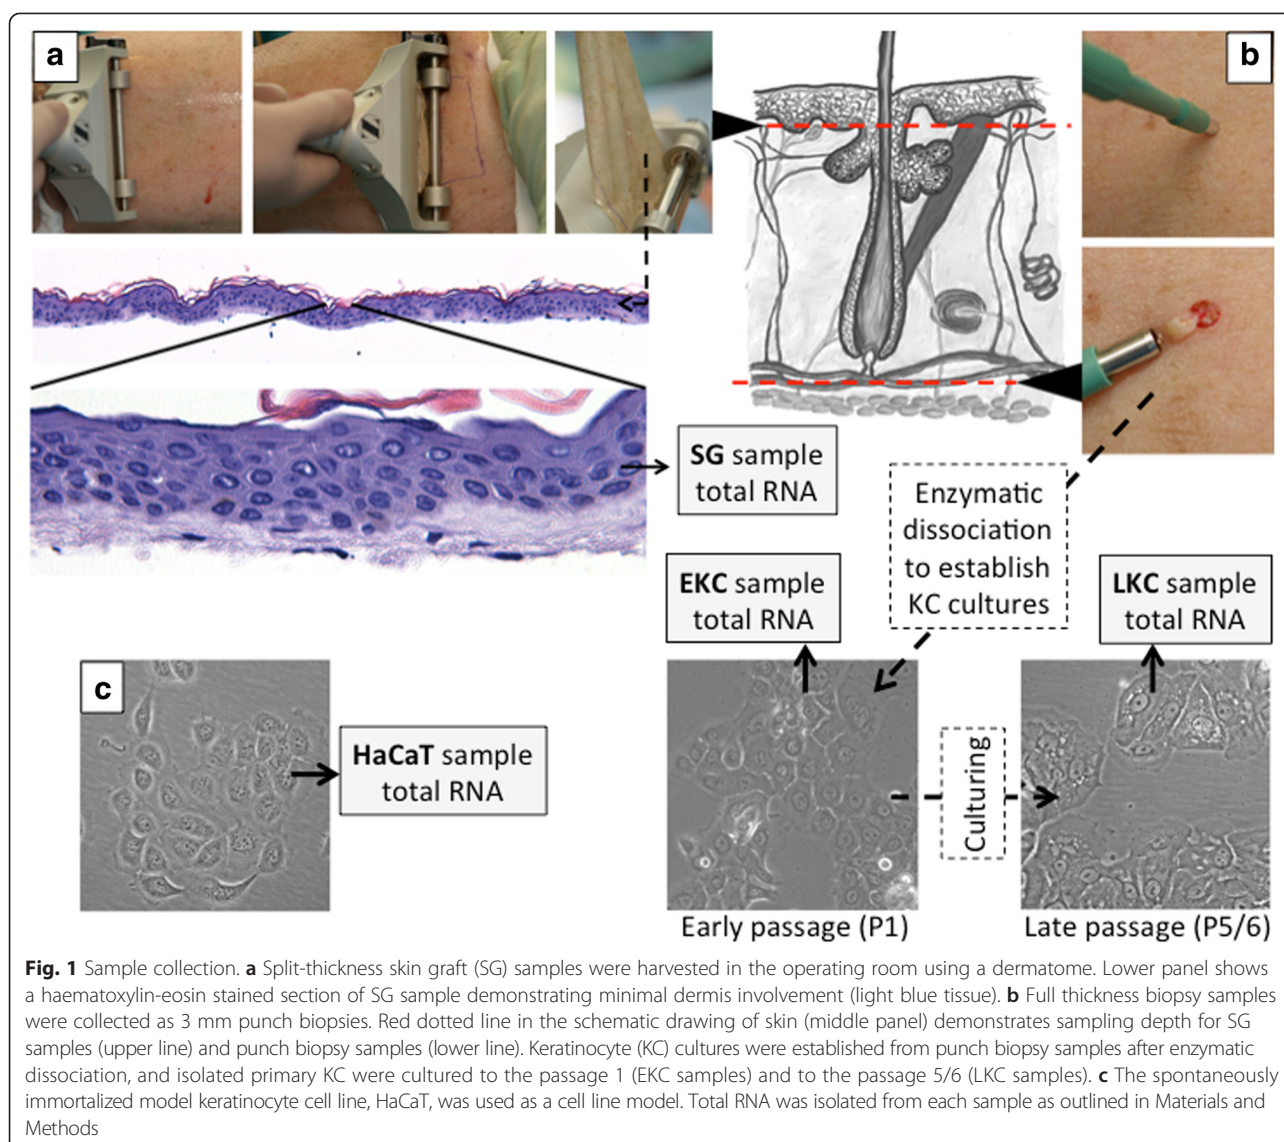 a
b
SG sample
total RNA
Enzymatic
dissociation
to establish
KC cultures
EKC sample
total RNA
LKC sample
total RNA
c
HaCaT sample
total RNA
Culturing
Early passage (P1)
Late passage (P5/6)
Fig. 1 Sample collection. a Split-thickness skin graft (SG) samples were harvested in the operating room using a dermatome. Lower panel shows
a haematoxylin-eosin stained section of SG sample demonstrating minimal dermis involvement (light blue tissue). b Full thickness biopsy samples
were collected as 3 mm punch biopsies. Red dotted line in the schematic drawing of skin (middle panel) demonstrates sampling depth for SG
samples (upper line) and punch biopsy samples (lower line). Keratinocyte (KC) cultures were established from punch biopsy samples after enzymatic
dissociation, and isolated primary KC were cultured to the passage 1 (EKC samples) and to the passage 5/6 (LKC samples). c The spontaneously
immortalized model keratinocyte cell line, HaCaT, was used as a cell line model. Total RNA was isolated from each sample as outlined in Materials and
Methods